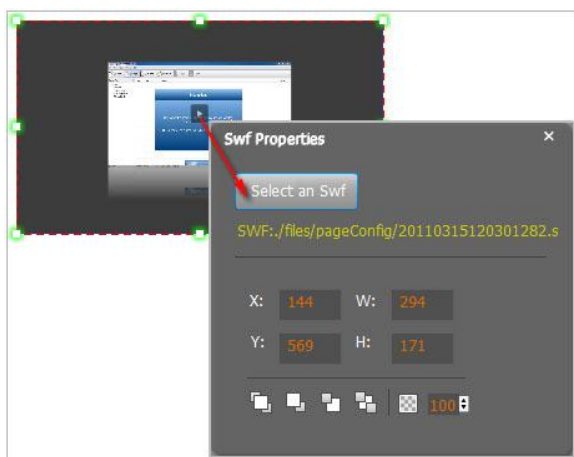 Swf Properties
Select an Swf
SWF:./files/pageConfig/20110315120301282.s
X: 144 W: 294
Y: 569 H: 171
100